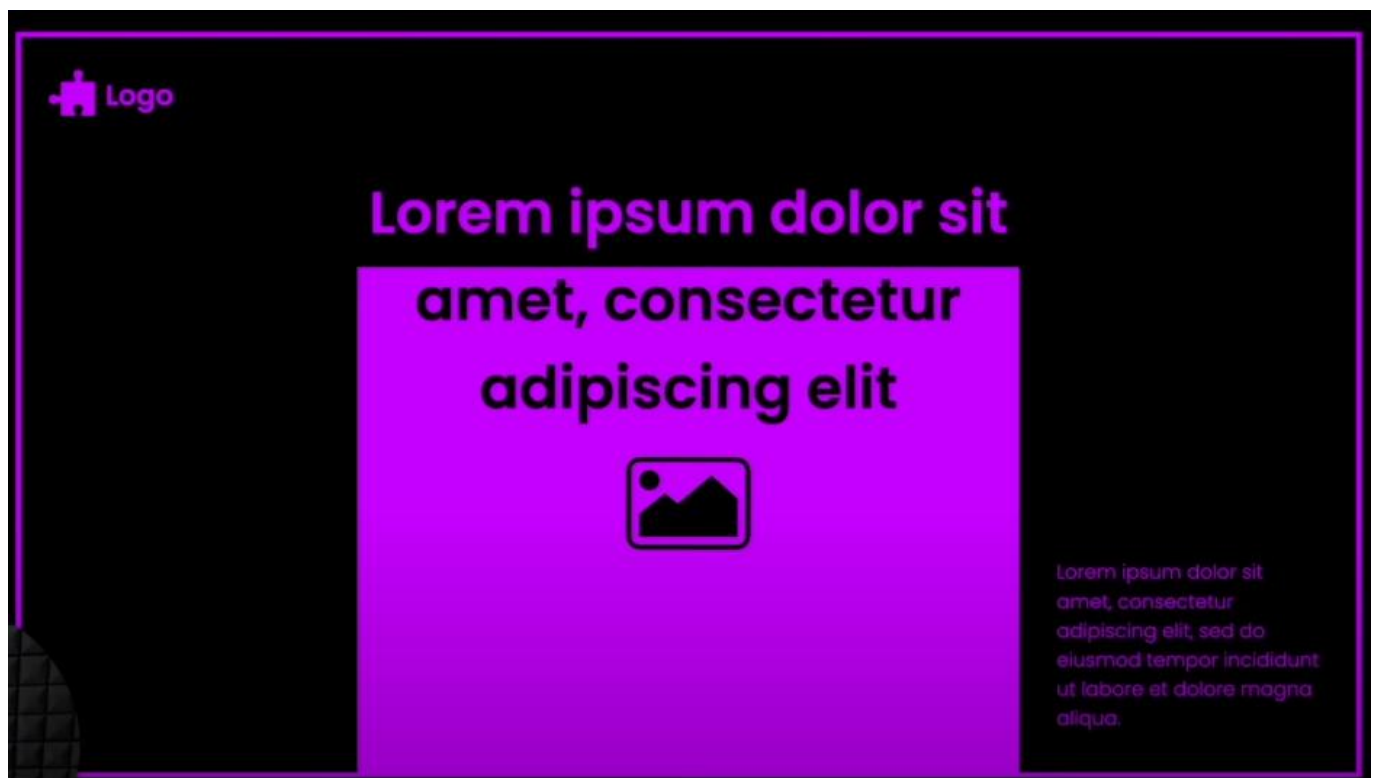 Logo
Lorem ipsum dolor sit
amet, consectetur
adipiscing elit
Lorem ipsum dolor sit
amet, consectetur
adipiscing elit, sed do
eiusmod tempor incididunt
ut labore et dolore magna
aliqua.